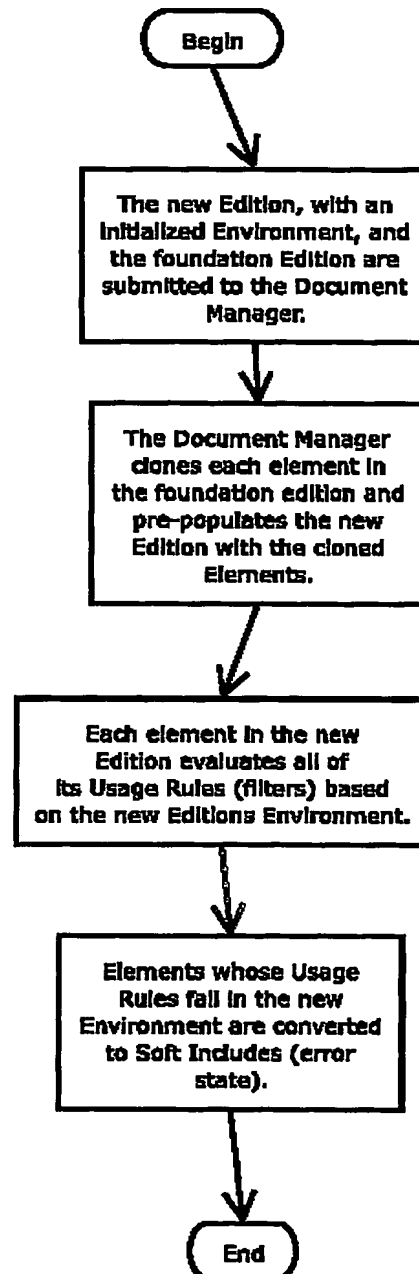 Begin
The new Edition, with an
initialized Environment, and
the foundation Edition are
submitted to the Document
Manager.
The Document Manager
clones each element in
the foundation edition and
pre-populates the new
Edition with the cloned
Elements.
Each element in the new
Edition evaluates all of
its Usage Rules (filters) based
on the new Editions Environment.
Elements whose Usage
Rules fail in the new
Environment are converted
to Soft Includes (error
state).
End